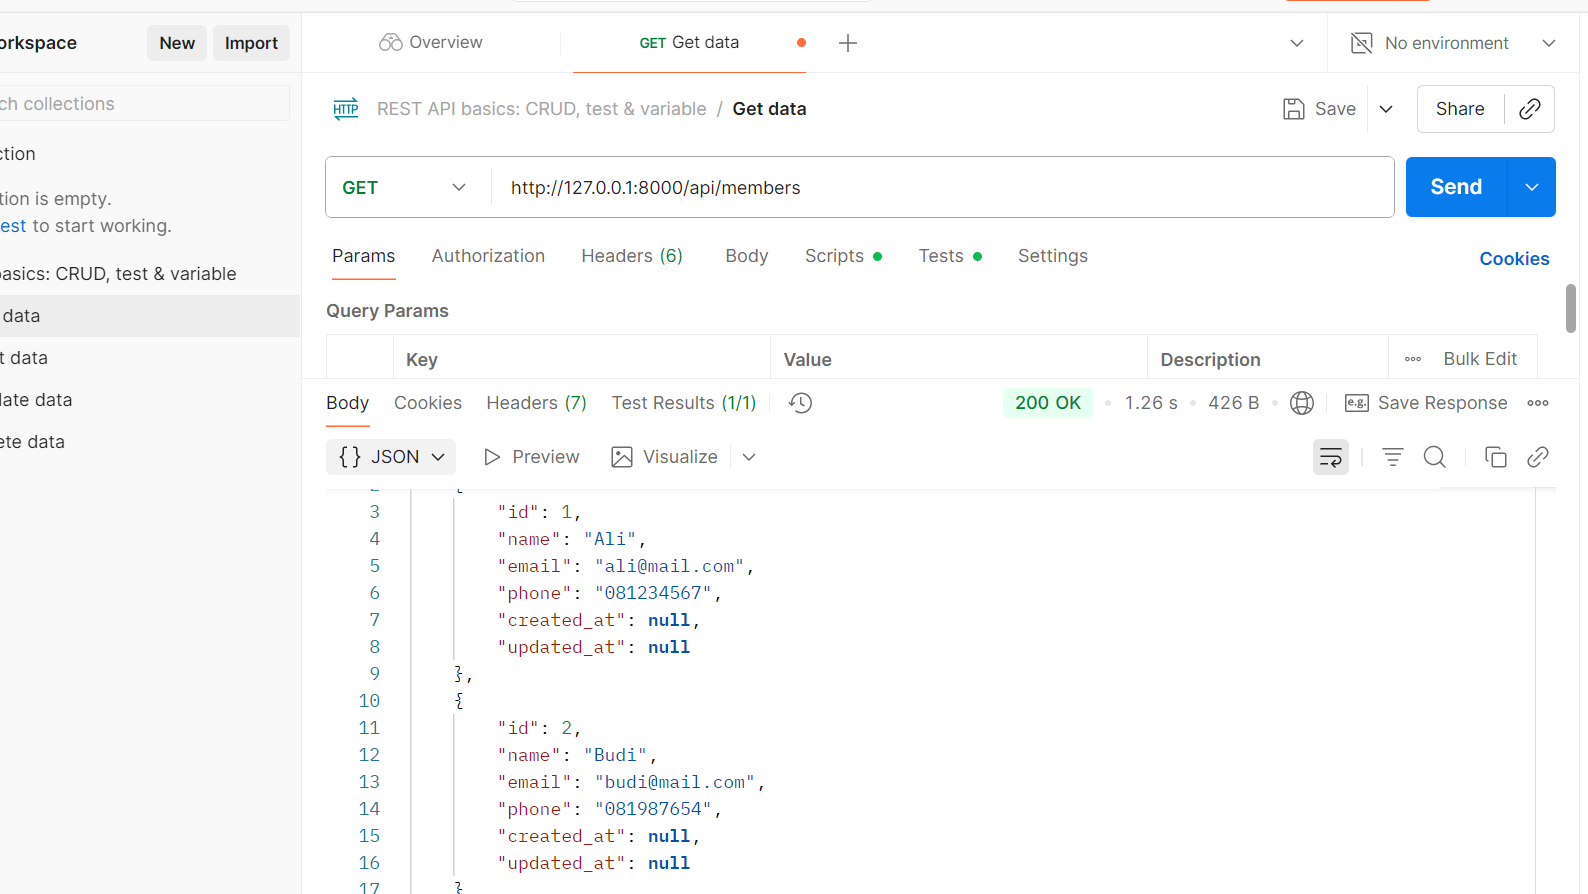 orkspace
New
Import
Overview
GET Get data
No environment
ch collections
HTTP
REST API basics: CRUD, test & variable / Get data
Save
Share
ction
tion is empty.
est to start working.
GET
http://127.0.0.1:8000/api/members
Send
Params
Authorization
Headers (6)
Body
Scripts
Tests
Settings
Cookies
asics: CRUD, test & variable
data
t data
late data
ete data
Query Params
Key
Value
Description
Bulk Edit
Body
Cookies
Headers (7)
Test Results (1/1)
200 OK
1.26 s
426 B
e.g.
Save Response
{} JSON
Preview
Visualize
2 {
3 "id": 1,
4 "name": "Ali",
5 "email": "ali@mail.com",
6 "phone": "081234567",
7 "created_at": null,
8 "updated_at": null
9 },
10 {
11 "id": 2,
12 "name": "Budi",
13 "email": "budi@mail.com",
14 "phone": "081987654",
15 "created_at": null,
16 "updated_at": null
17 }